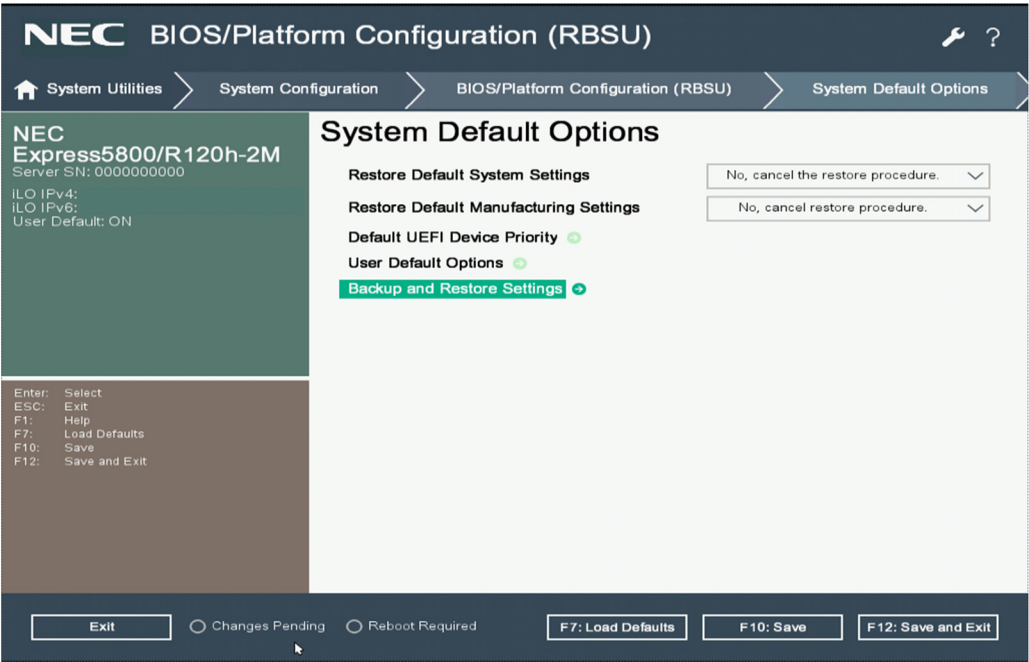 NEC BIOS/Platform Configuration (RBSU) ?
System Utilities System Configuration BIOS/Platform Configuration (RBSU) System Default Options
NEC
Express5800/R120h-2M
Server SN: 0000000000
iLO IPv4:
iLO IPv6:
User Default: ON
System Default Options
Restore Default System Settings No, cancel the restore procedure.
Restore Default Manufacturing Settings No, cancel restore procedure.
Default UEFI Device Priority
User Default Options
Backup and Restore Settings
Enter: Select
ESC: Exit
F1: Help
F7: Load Defaults
F10: Save
F12: Save and Exit
Exit Changes Pending Reboot Required F7: Load Defaults F10: Save F12: Save and Exit